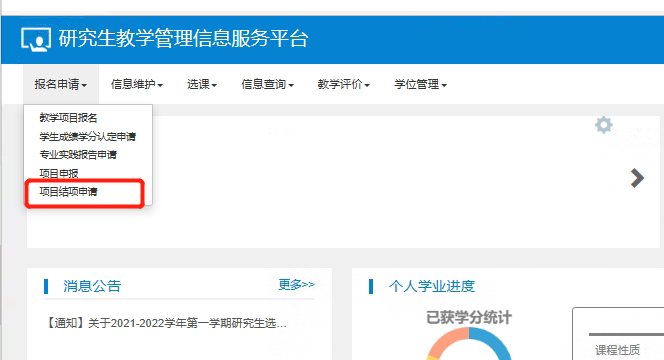 研究生教学管理信息服务平台
报名申请 信息维护 选课 信息查询 教学评价 学位管理
教学项目报名
学生成绩学分认定申请
专业实践报告申请
项目申报
项目结项申请
消息公告 更多>>
【通知】关于2021-2022学年第一学期研究生选...
个人学业进度
已获学分统计
课程性质